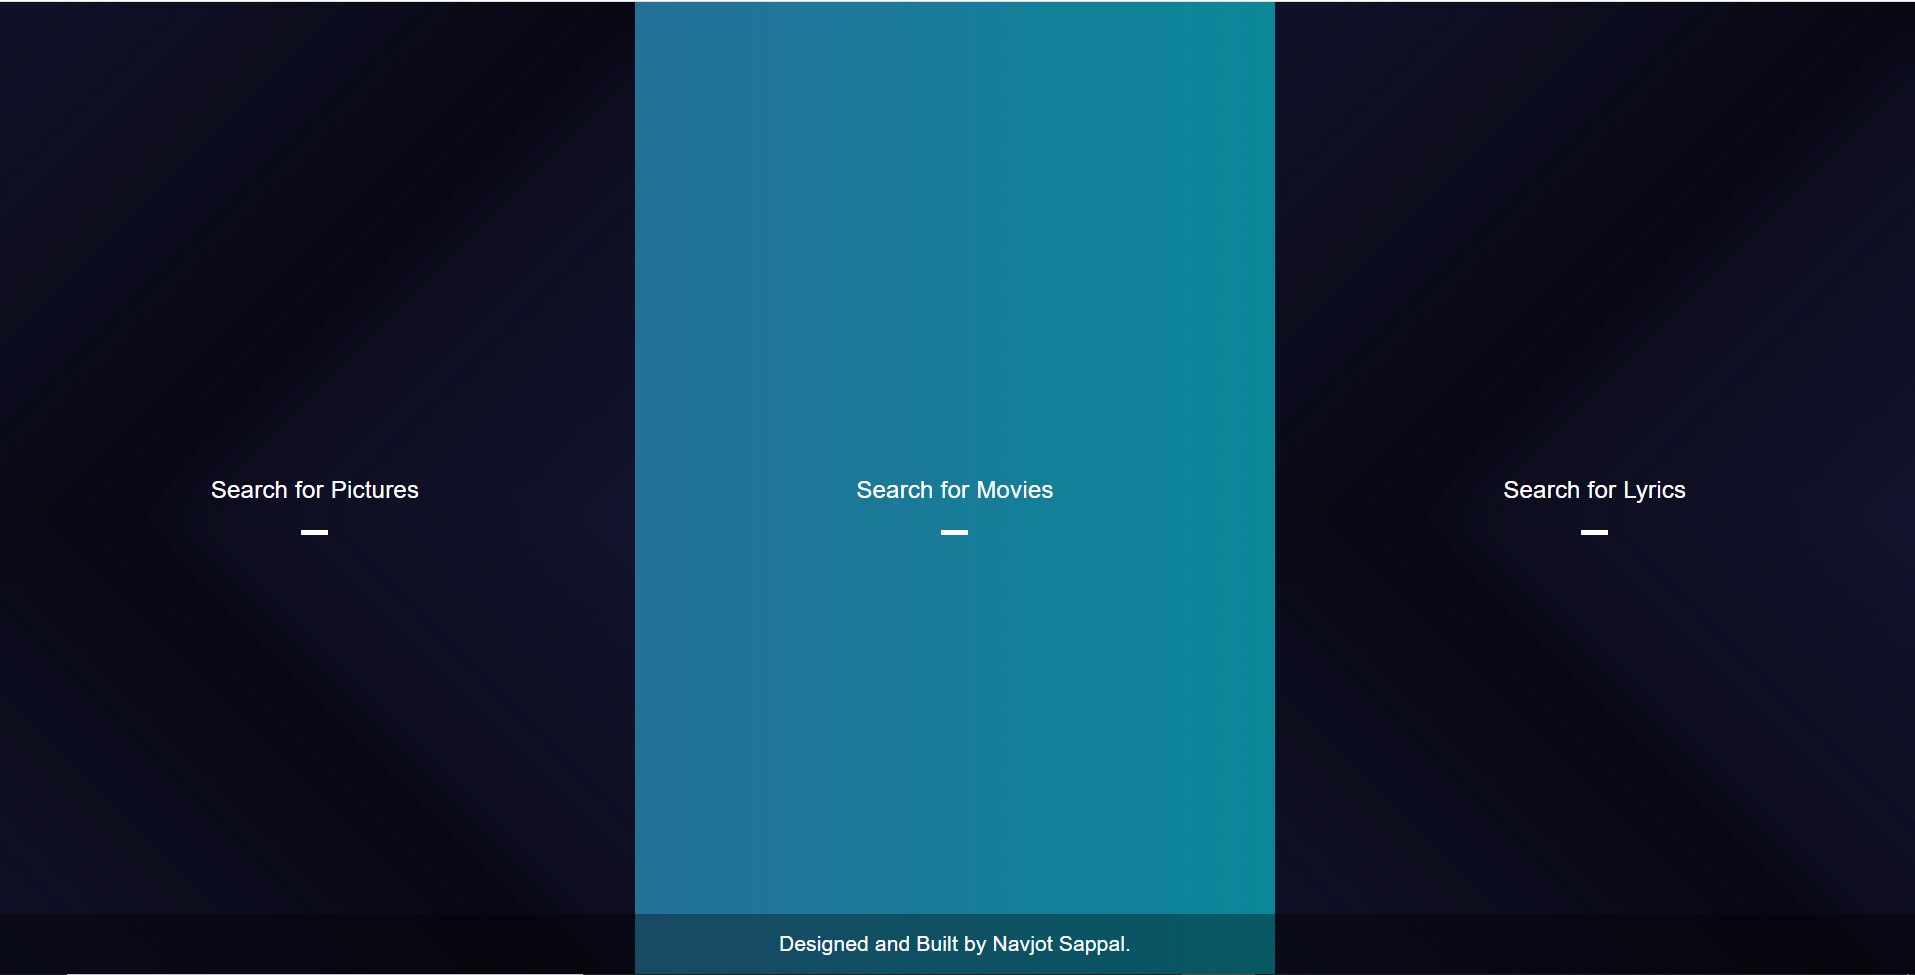 Search for Pictures
Search for Movies
Search for Lyrics
Designed and Built by Navjot Sappal.